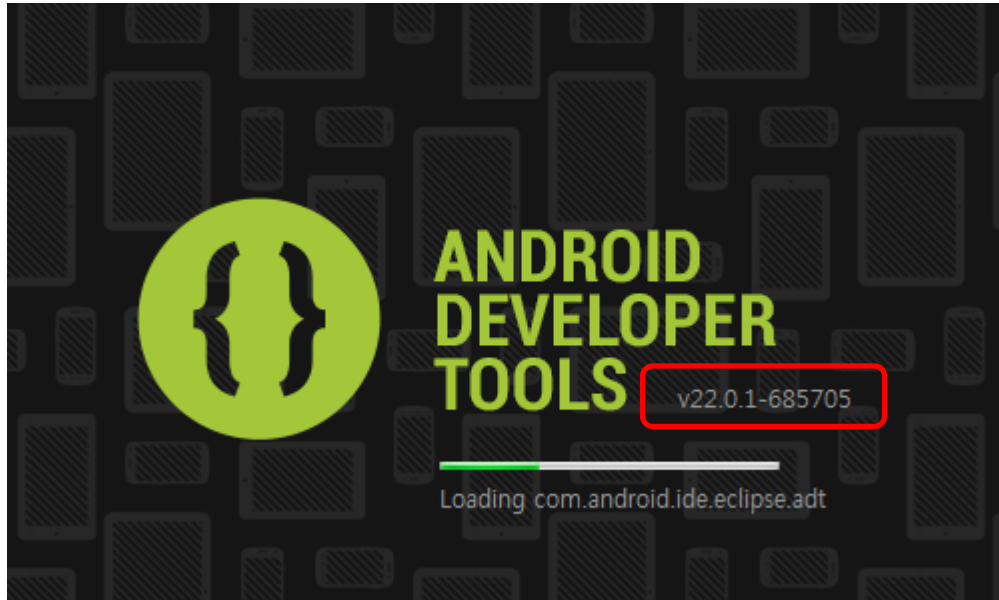 ANDROID
DEVELOPER
TOOLS
v22.0.1-685705
Loading com.android.ide.eclipse.adt